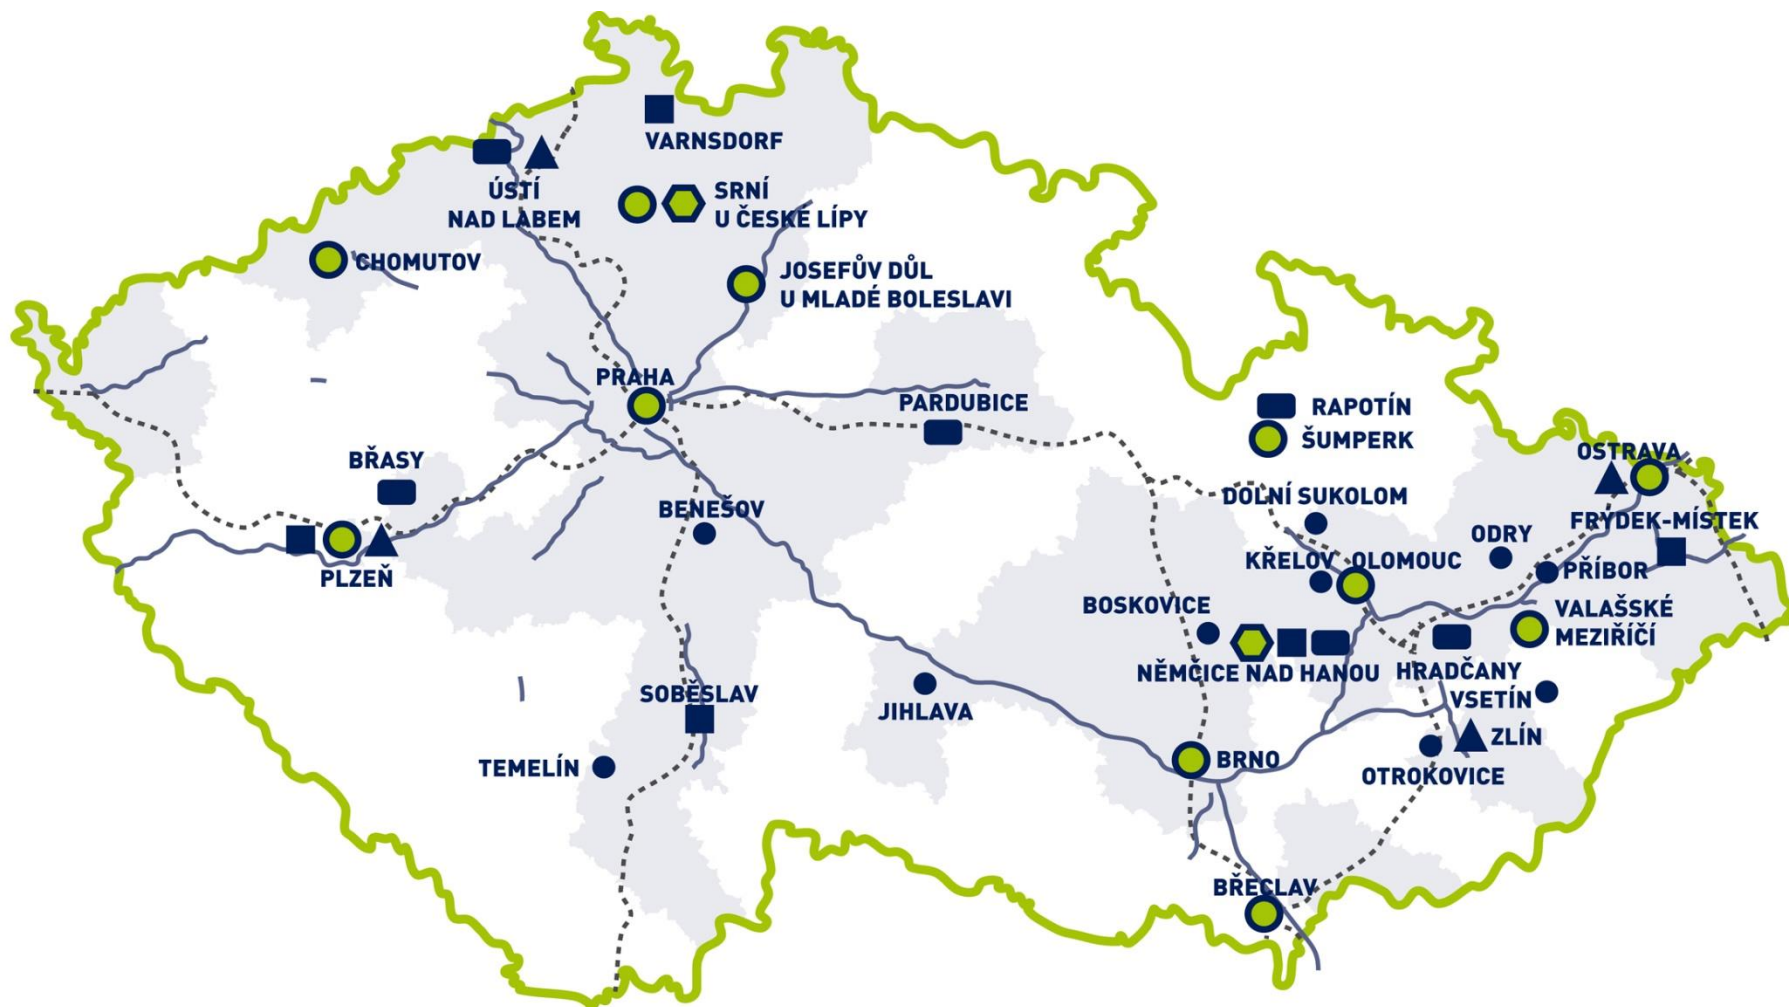 VARNSDORF
ÚSTÍ
NAD LABEM
SRNÍ
U ČESKÉ LÍPY
CHOMUTOV
JOSEFŮV DŮL
U MLADÉ BOLESLAVI
PRAHA
PARDUBICE
RAPOTÍN
ŠUMPERK
BŘASY
OSTRAVA
BENEŠOV
DOLNÍ SUKOLOM
FRÝDEK-MÍSTEK
ODRY
KŘELOV
OLOMOUC
PLZEŇ
PŘÍBOR
BOSKOVICE
VALAŠSKÉ
MEZIŘÍČÍ
NĚMČICE NAD HANOU
HRADČANY
SOBĚSLAV
JIHLAVA
VSETÍN
ZLÍN
TEMELÍN
BRNO
OTROKOVICE
BŘECLAV